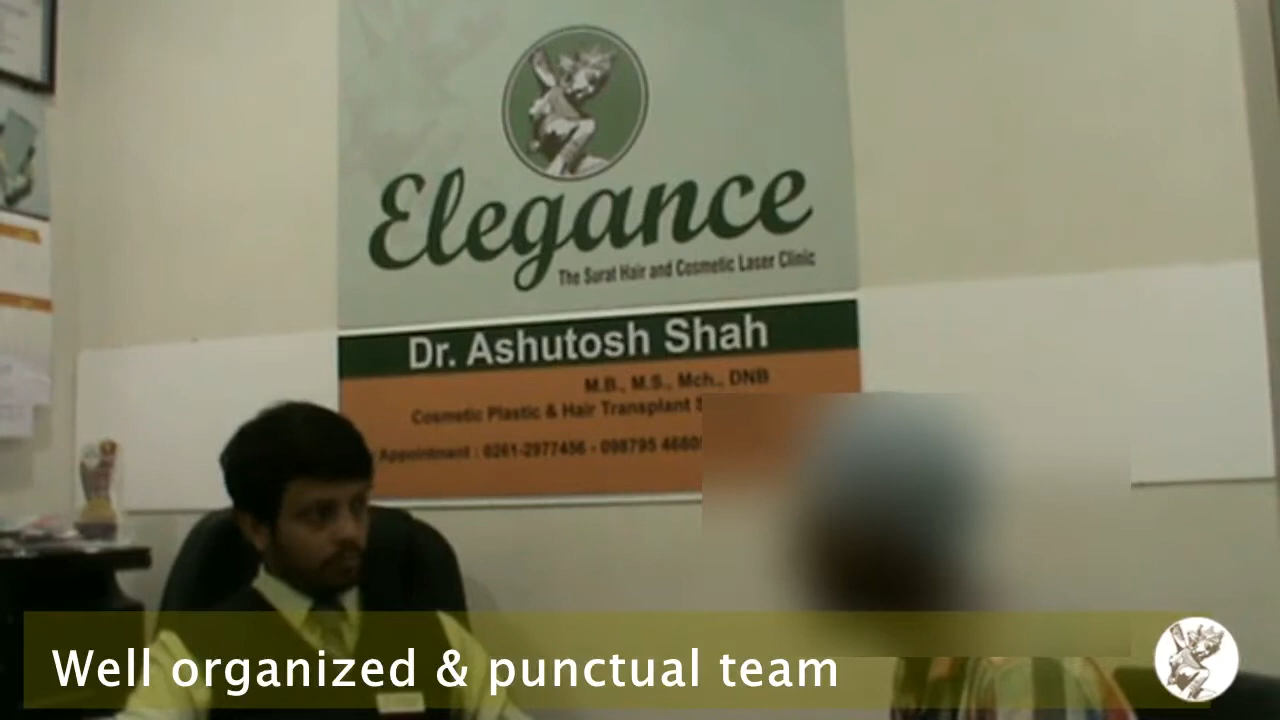 Elegance
The Surat Hair and Cosmetic Laser Clinic
Dr. Ashutosh Shah
M.B., M.S., Mch., DNB
Cosmetic Plastic & Hair Transplant
Appointment : 0261-2977456 - 098795
Well organized & punctual team